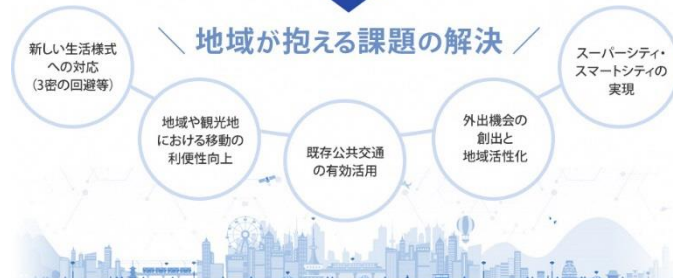 地域が抱える課題の解決
新しい生活様式
への対応
(3密の回避等)
地域や観光地
における移動の
利便性向上
既存公共交通
の有効活用
外出機会の
創出と
地域活性化
スーパーシティ・
スマートシティの
実現